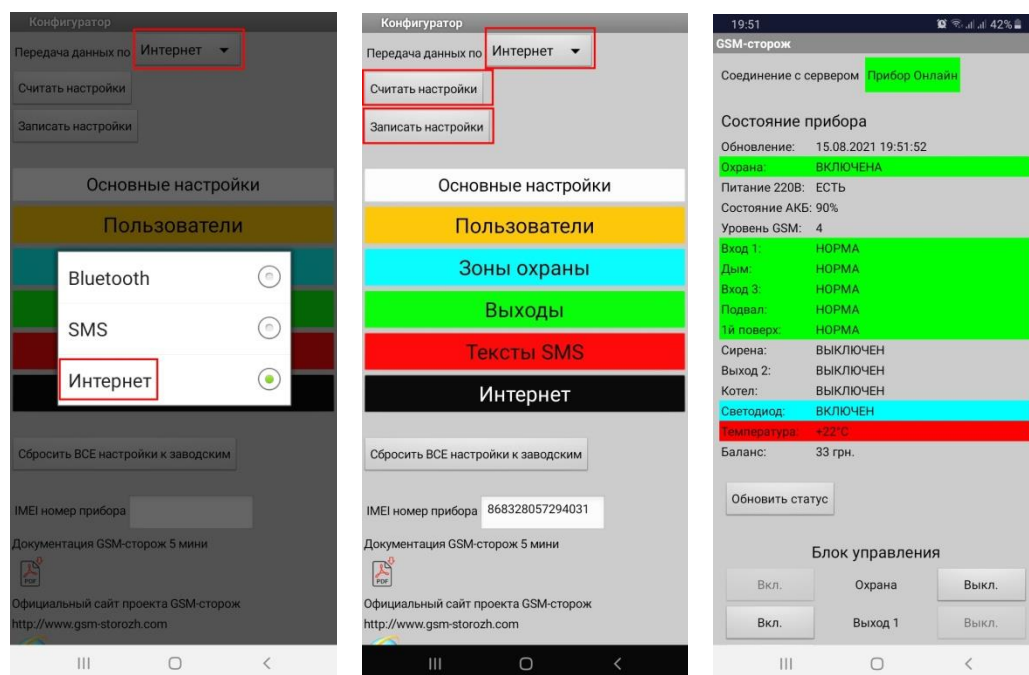 Конфигуратор
Передача данных по Интернет
Считать настройки
Записать настройки
Основные настройки
Пользователи
Bluetooth
SMS
Интернет
Сбросить ВСЕ настройки к заводским
IMEI номер прибора
Документация GSM-сторож 5 мини
PDF
Официальный сайт проекта GSM-сторож
http://www.gsm-storozh.com
Конфигуратор
Передача данных по Интернет
Считать настройки
Записать настройки
Основные настройки
Пользователи
Зоны охраны
Выходы
Тексты SMS
Интернет
Сбросить ВСЕ настройки к заводским
IMEI номер прибора 868328057294031
Документация GSM-сторож 5 мини
PDF
Официальный сайт проекта GSM-сторож
http://www.gsm-storozh.com
19:51 42%
GSM-сторож
Соединение с сервером Прибор Онлайн
Состояние прибора
Обновление: 15.08.2021 19:51:52
Охрана: ВКЛЮЧЕНА
Питание 220В: ЕСТЬ
Состояние АКБ: 90%
Уровень GSM: 4
Вход 1: НОРМА
Дым: НОРМА
Вход 3: НОРМА
Подвал: НОРМА
1й поверх: НОРМА
Сирена: ВЫКЛЮЧЕН
Выход 2: ВЫКЛЮЧЕН
Котел: ВЫКЛЮЧЕН
Светодиод: ВКЛЮЧЕН
Температура: +22°C
Баланс: 33 грн.
Обновить статус
Блок управления
Вкл. Охрана Выкл.
Вкл. Выход 1 Выкл.